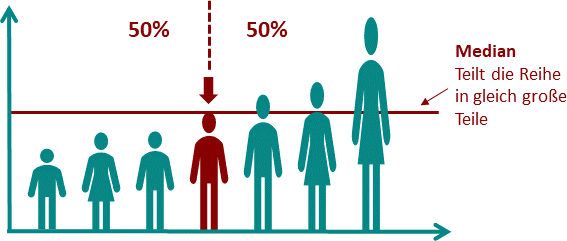 50% 50%
Median
Teilt die Reihe
in gleich große
Teile